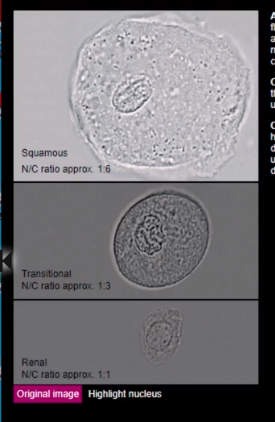 Squamous
N/C ratio approx. 1:6
Transitional
N/C ratio approx. 1:3
Renal
N/C ratio approx. 1:1
Original image
Highlight nucleus